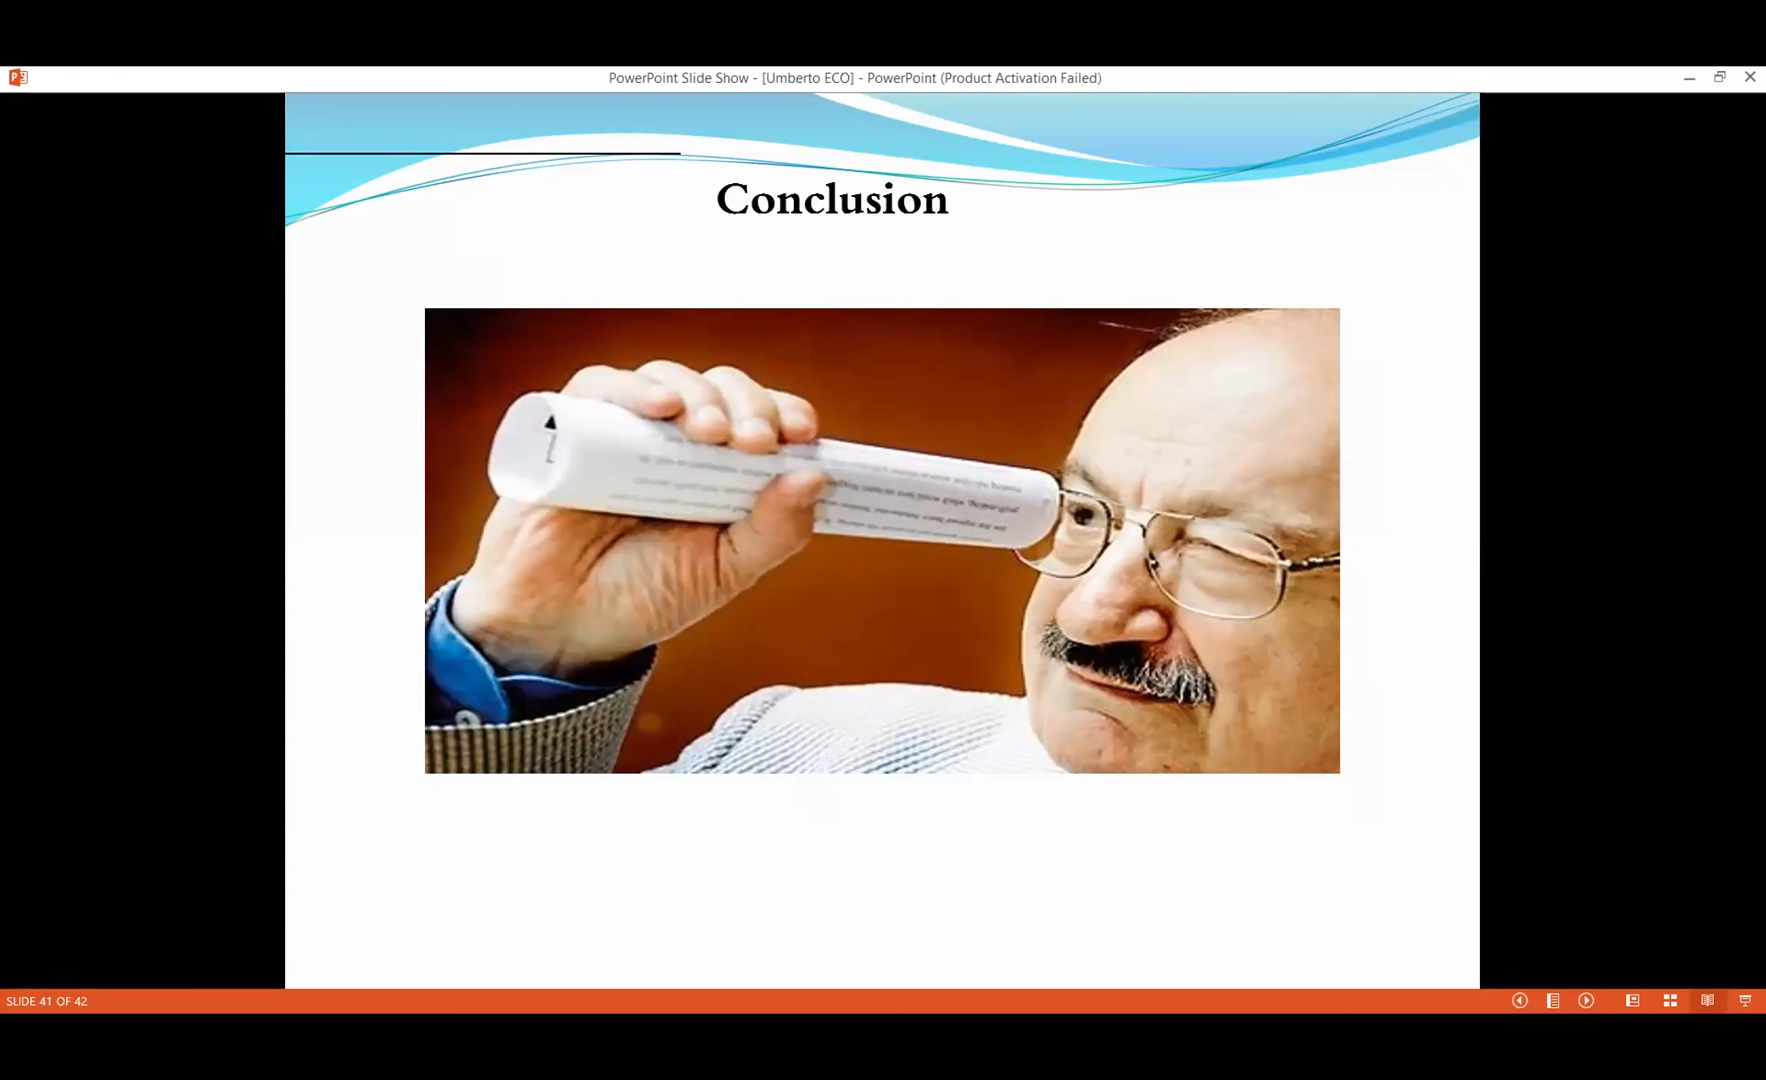 PowerPoint Slide Show - [Umberto ECO] - PowerPoint (Product Activation Failed)
Conclusion
SLIDE 41 OF 42